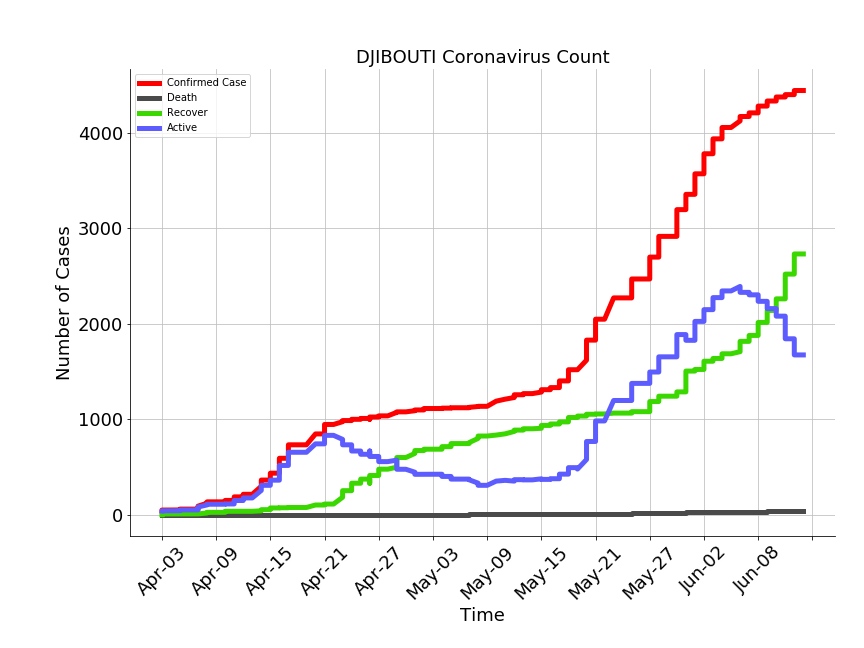 DJIBOUTI Coronavirus Count
Confirmed Case
Death
Recover
Active
Number of Cases
4000
3000
2000
1000
0
Apr-03
Apr-09
Apr-15
Apr-21
Apr-27
May-03
May-09
May-15
May-21
May-27
Jun-02
Jun-08
Time